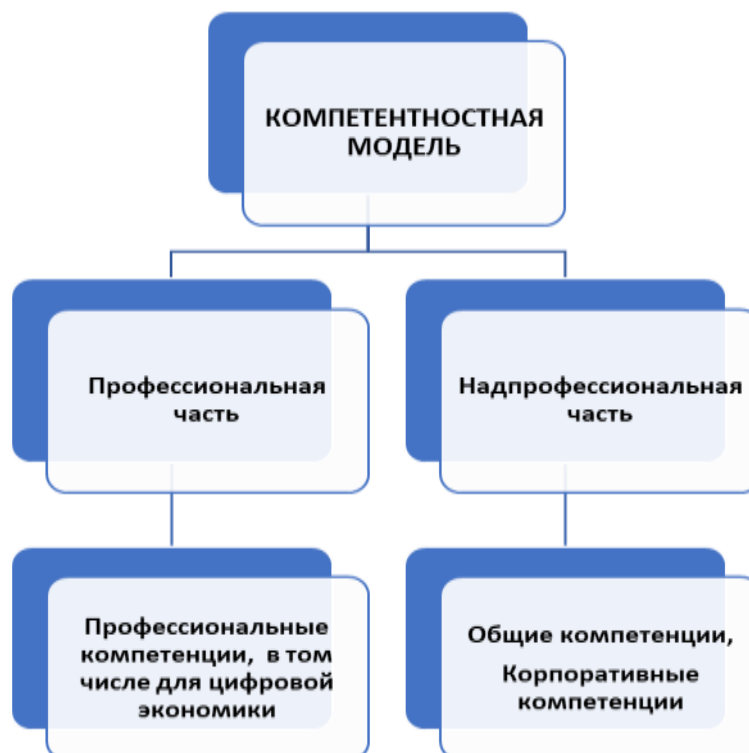 КОМПЕТЕНТНОСТНАЯ
МОДЕЛЬ
Профессиональная
часть
Надпрофессиональная
часть
Профессиональные
компетенции,  в том
числе для цифровой
экономики
Общие компетенции,
Корпоративные
компетенции